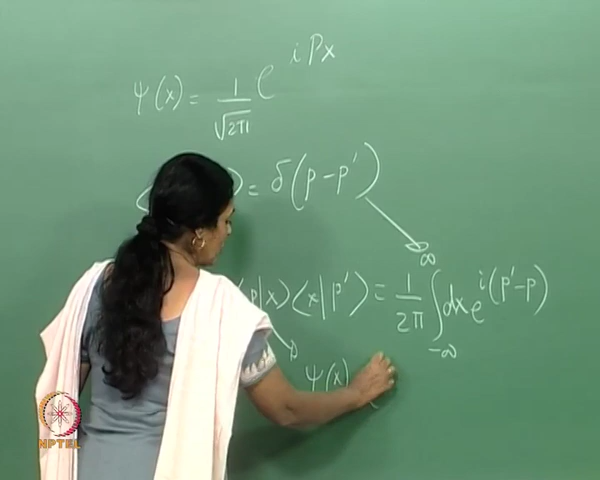 ψ(x) = 1/√2π e^{iPx}
⟨ ⟩ = δ(p - p')
p|x⟩⟨x|p'⟩ = 1/2π ∫_{-∞}^{∞} dx e^{i(p'-p)}
ψ(x)
NPTEL